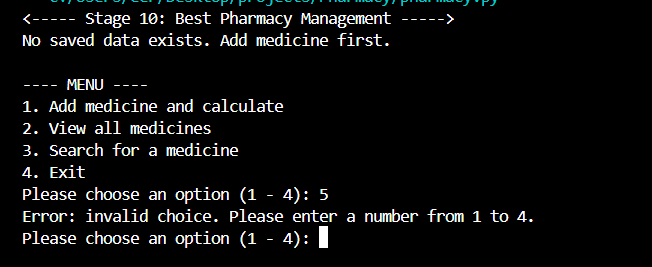 <----- Stage 10: Best Pharmacy Management ----->
No saved data exists. Add medicine first.
---- MENU ----
1. Add medicine and calculate
2. View all medicines
3. Search for a medicine
4. Exit
Please choose an option (1 - 4): 5
Error: invalid choice. Please enter a number from 1 to 4.
Please choose an option (1 - 4):